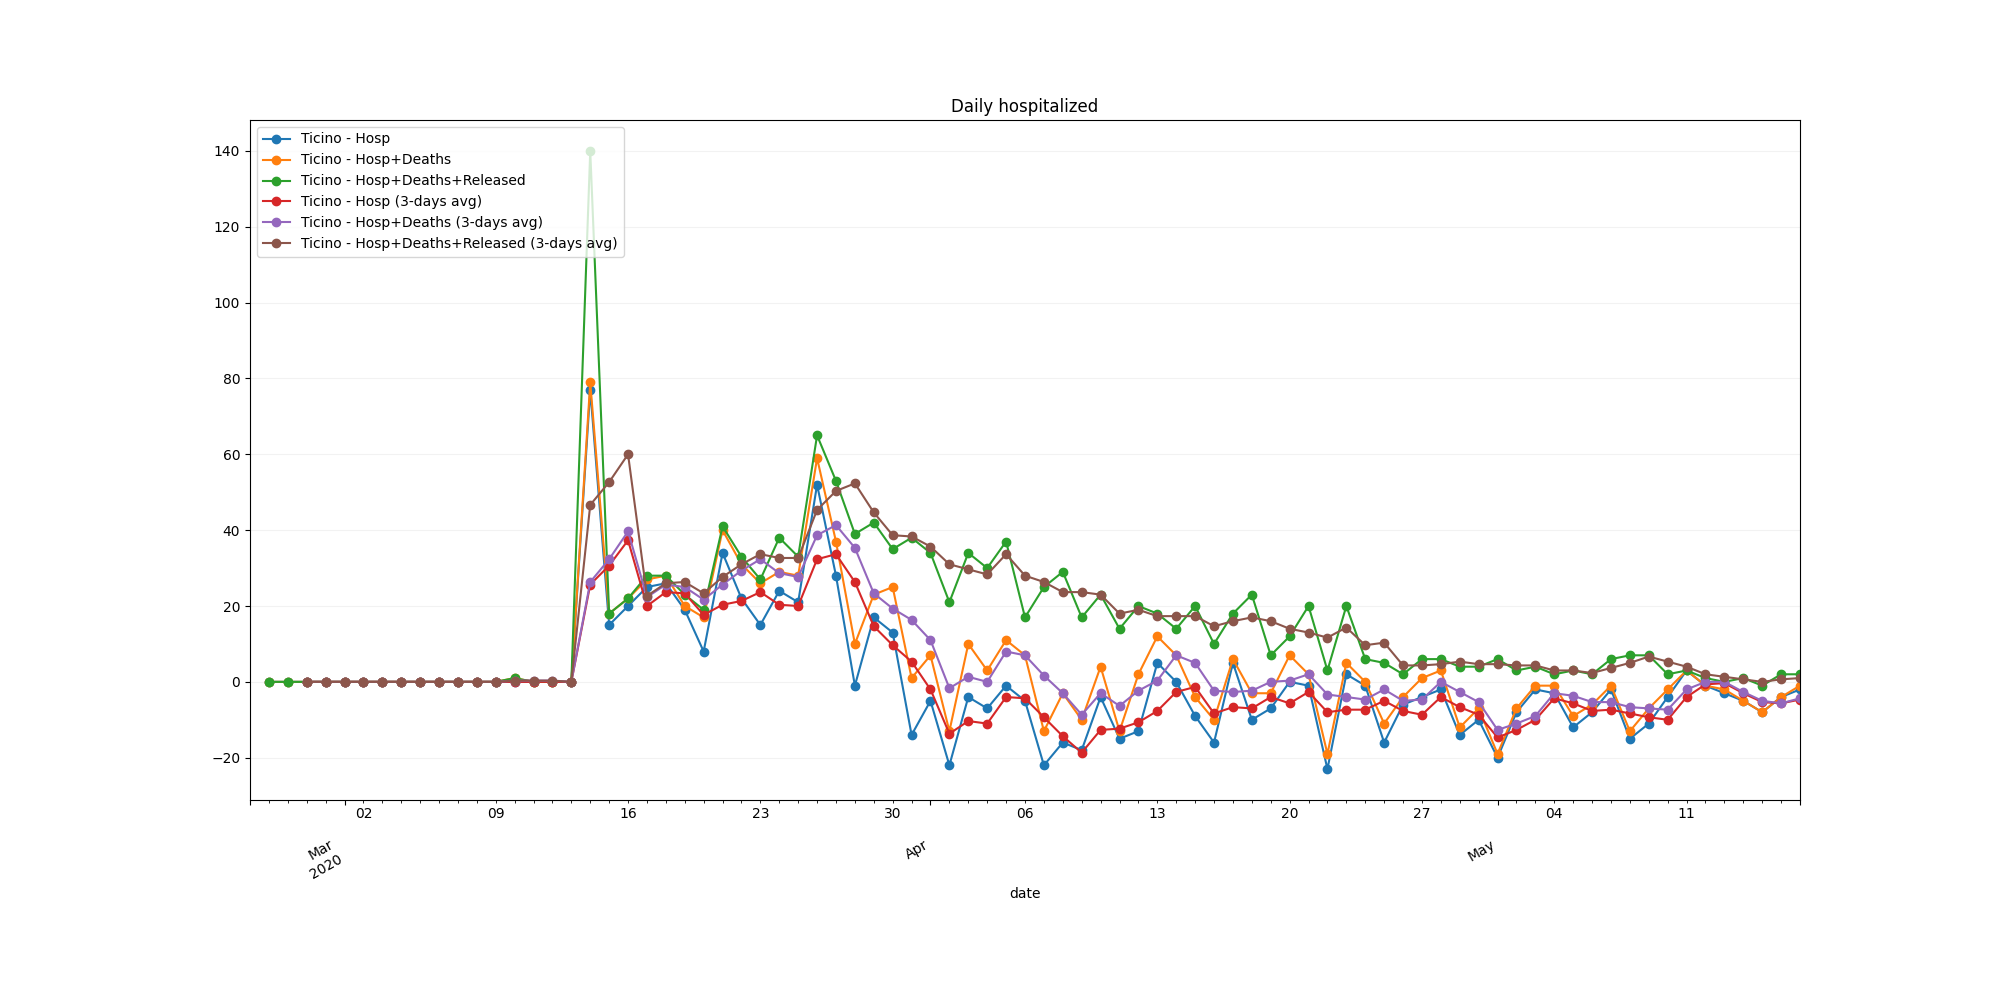 Daily hospitalized
Ticino - Hosp
Ticino - Hosp+Deaths
Ticino - Hosp+Deaths+Released
Ticino - Hosp (3-days avg)
Ticino - Hosp+Deaths (3-days avg)
Ticino - Hosp+Deaths+Released (3-days avg)
140
120
100
80
60
40
20
0
−20
02 09 16 23 30 06 13 20 27 04 11
Mar Apr May
2020
date